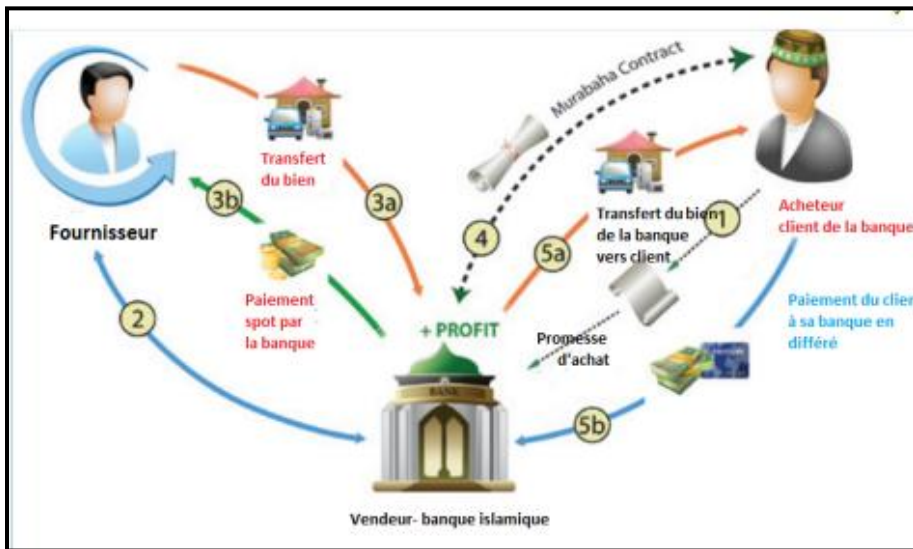 Murabaha Contract
Transfert
du bien
3b
3a
Fournisseur
4
5a
Transfert du bien
de la banque
vers client
1
Acheteur
client de la banque
2
Paiement
spot par
la banque
+ PROFIT
Promesse
d'achat
Paiement du clien
à sa banque en
différé
BANK
5b
Vendeur- banque islamique